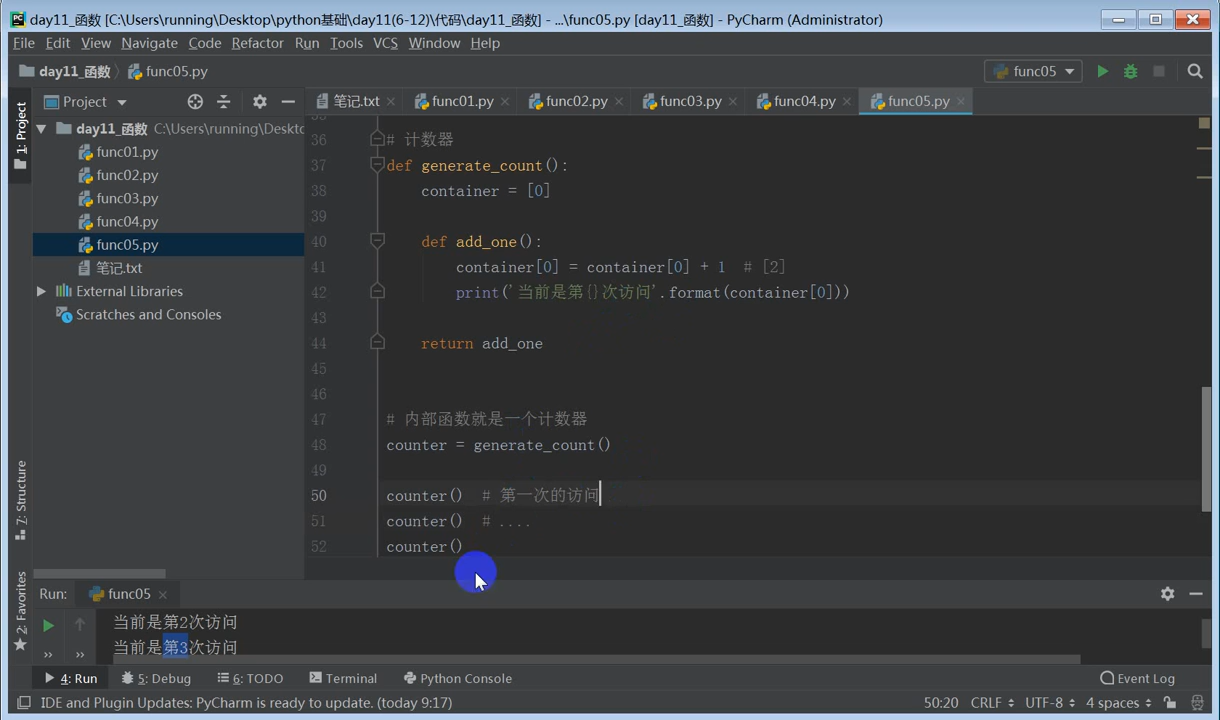 day11_函数 [C:\Users\running\Desktop\python基础\day11(6-12)\代码\day11_函数] - ...\func05.py [day11_函数] - PyCharm (Administrator)
File Edit View Navigate Code Refactor Run Tools VCS Window Help
day11_函数 func05.py func05
1: Project
Project
笔记.txt func01.py func02.py func03.py func04.py func05.py
day11_函数 C:\Users\running\Deskto
func01.py
func02.py
func03.py
func04.py
func05.py
笔记.txt
External Libraries
Scratches and Consoles
7: Structure
2: Favorites
35
36 # 计数器
37 def generate_count():
38 container = [0]
39
40 def add_one():
41 container[0] = container[0] + 1 # [2]
42 print('当前是第{}次访问'.format(container[0]))
43
44 return add_one
45
46
47 # 内部函数就是一个计数器
48 counter = generate_count()
49
50 counter() # 第一次的访问
51 counter() # ....
52 counter()
Run: func05
当前是第2次访问
当前是第3次访问
4: Run 5: Debug 6: TODO Terminal Python Console Event Log
IDE and Plugin Updates: PyCharm is ready to update. (today 9:17) 50:20 CRLF UTF-8 4 spaces